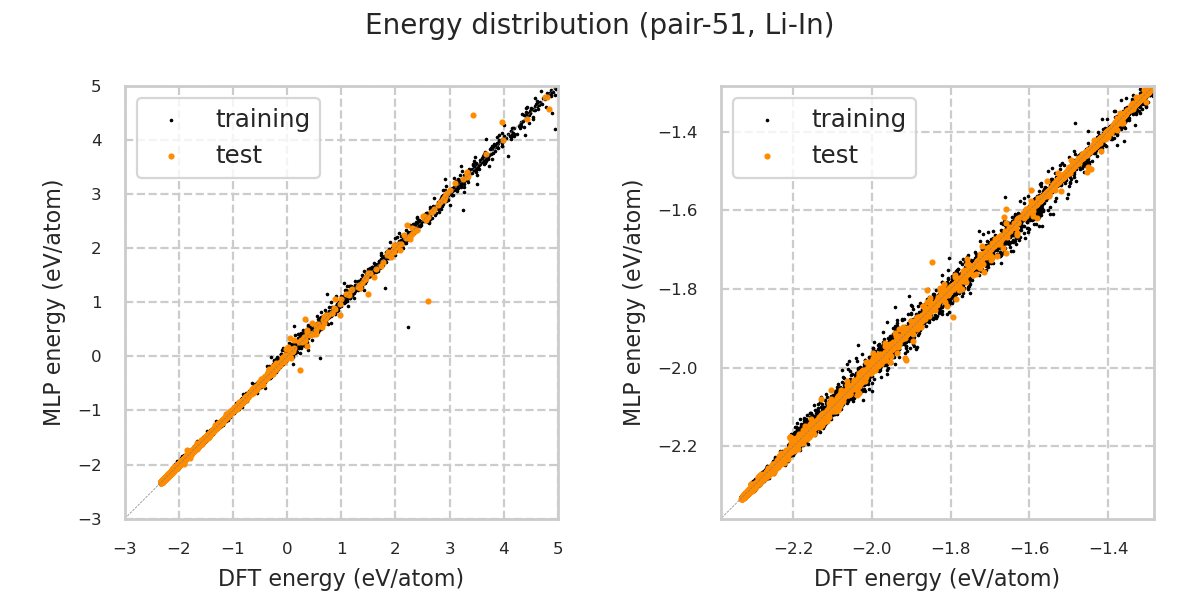 Energy distribution (pair-51, Li-In)
5
4
3
2
1
0
−1
−2
−3
−3 −2 −1 0 1 2 3 4 5
MLP energy (eV/atom)
DFT energy (eV/atom)
training
test
−1.4
−1.6
−1.8
−2.0
−2.2
−2.2 −2.0 −1.8 −1.6 −1.4
MLP energy (eV/atom)
DFT energy (eV/atom)
training
test